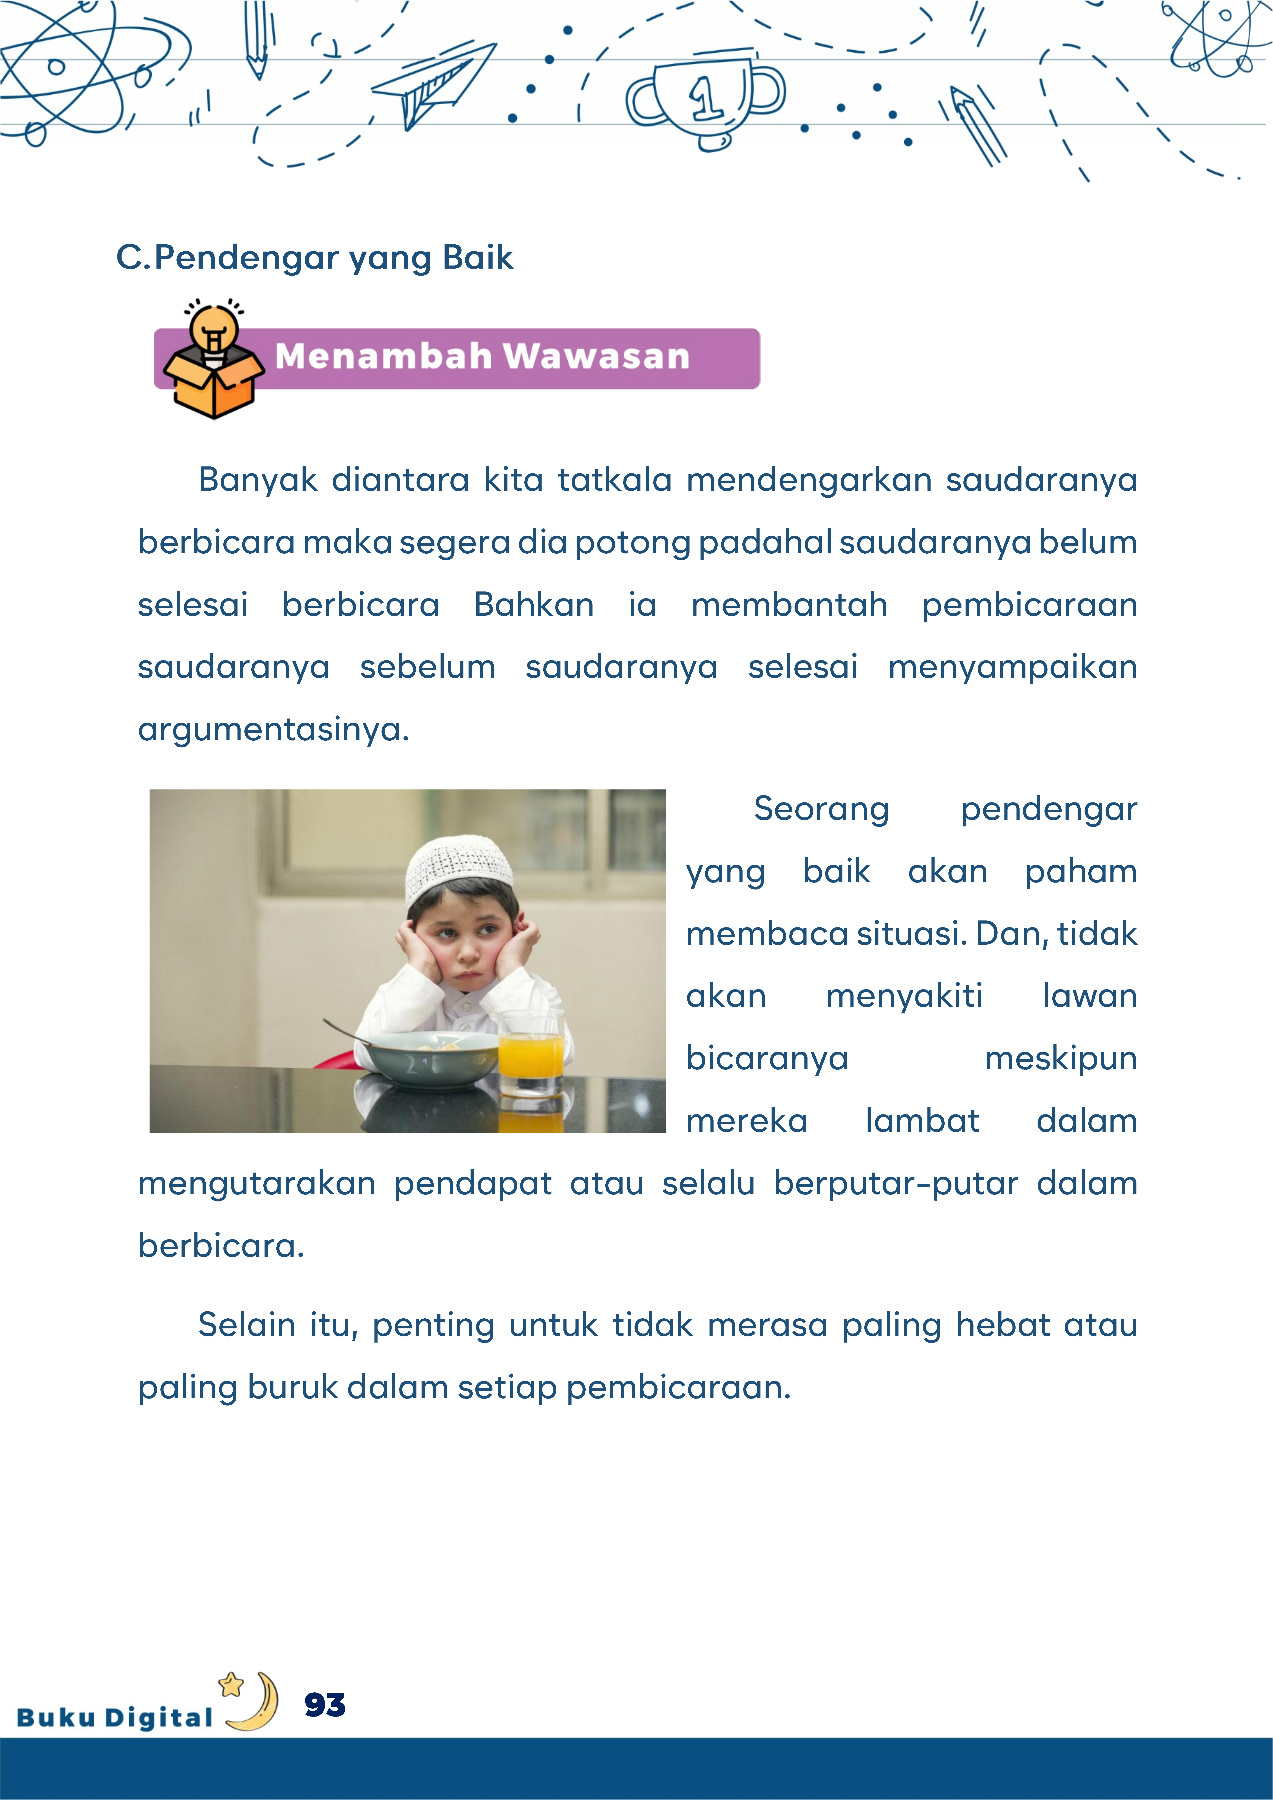 C.Pendengar yang Baik
Menambah Wawasan
Banyak diantara kita tatkala mendengarkan saudaranya
berbicara maka segera dia potong padahal saudaranya belum
selesai berbicara Bahkan ia membantah pembicaraan
saudaranya sebelum saudaranya selesai menyampaikan
argumentasinya.
Seorang pendengar
yang baik akan paham
membaca situasi. Dan, tidak
akan menyakiti lawan
bicaranya meskipun
mereka lambat dalam
mengutarakan pendapat atau selalu berputar-putar dalam
berbicara.
Selain itu, penting untuk tidak merasa paling hebat atau
paling buruk dalam setiap pembicaraan.
Buku Digital 93
1